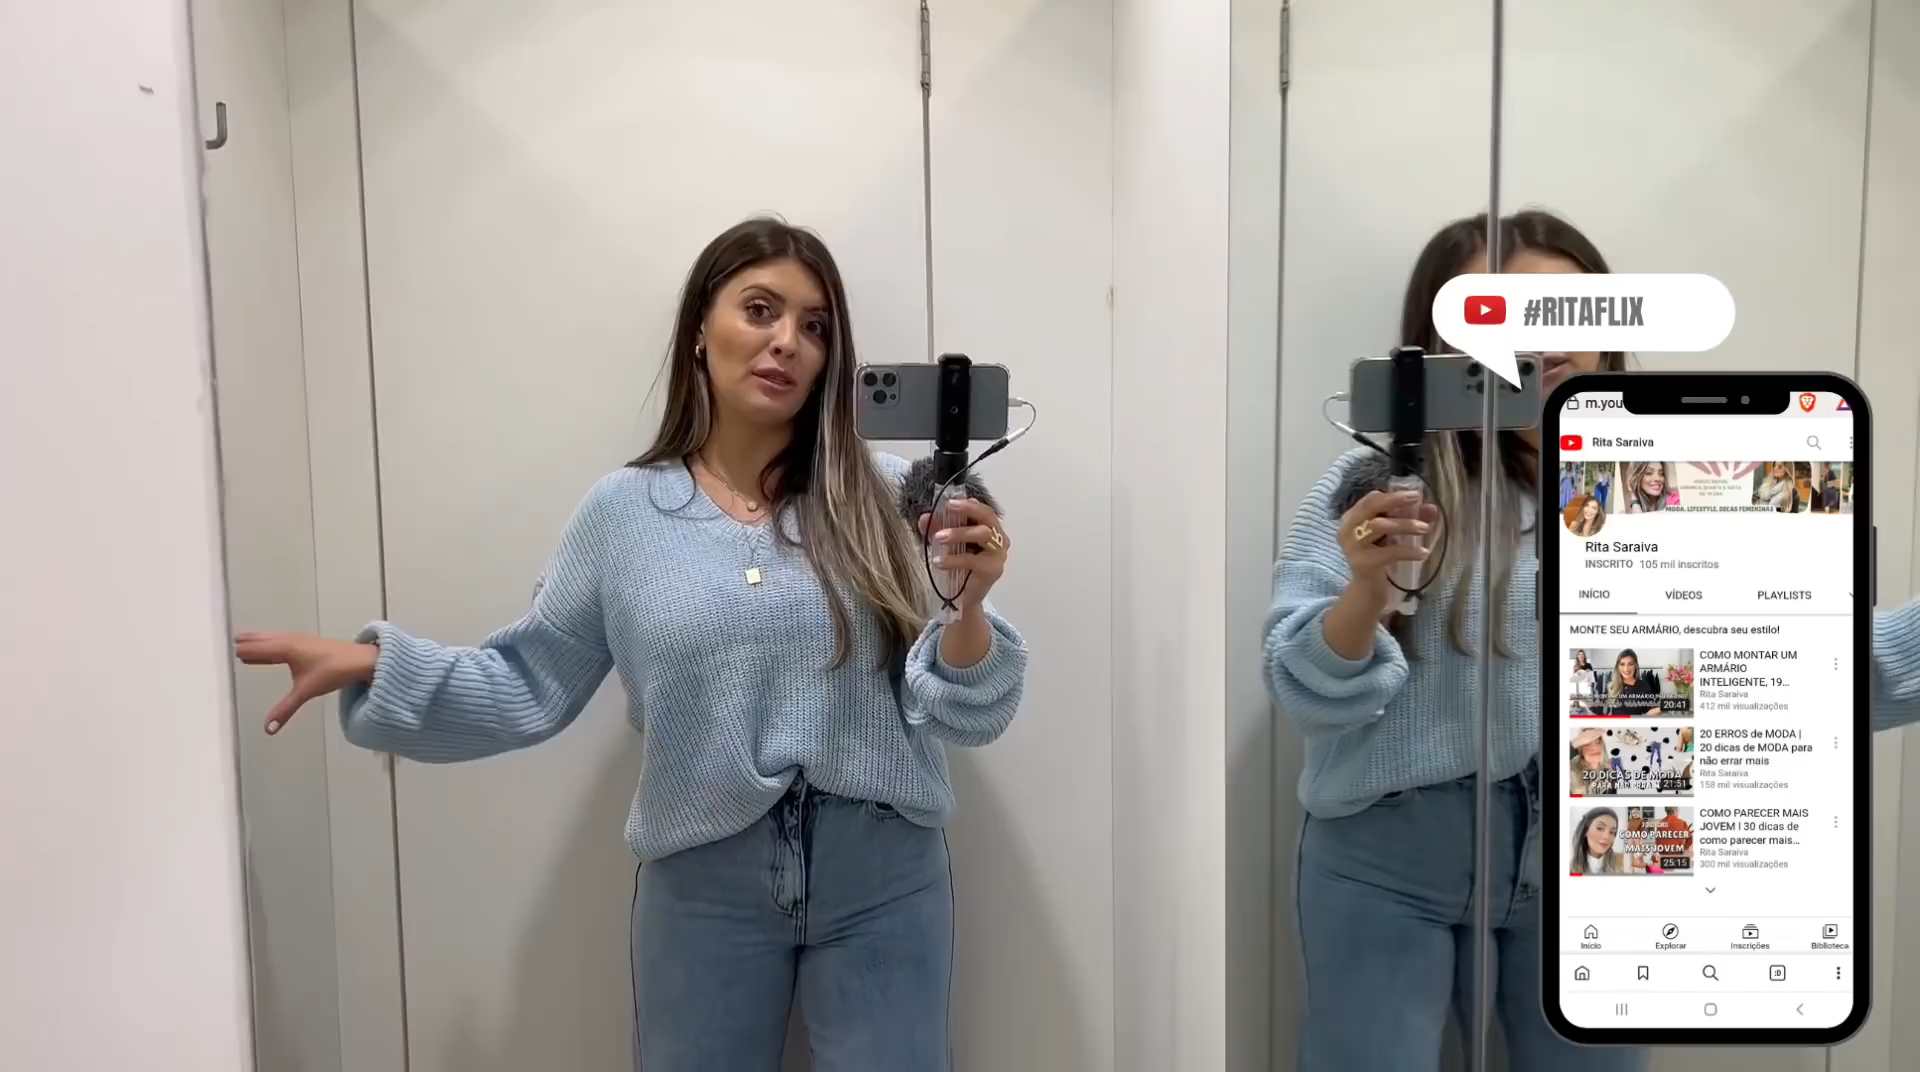 #RITAFLIX
m.you
Rita Saraiva
MODA, LIFESTYLE, DICAS FEMININAS
Rita Saraiva
INSCRITO 105 mil inscritos
INÍCIO VÍDEOS PLAYLISTS
MONTE SEU ARMÁRIO, descubra seu estilo!
COMO MONTAR UM
ARMÁRIO
INTELIGENTE, 19...
Rita Saraiva
412 mil visualizações
20:41
20 ERROS de MODA |
20 dicas de MODA para
não errar mais
Rita Saraiva
158 mil visualizações
20 DICAS DE MODA
21:51
COMO PARECER MAIS
JOVEM I 30 dicas de
como parecer mais...
Rita Saraiva
300 mil visualizações
COMO PARECER
MAIS JOVEM
25:15
Início Explorar Inscrições Biblioteca